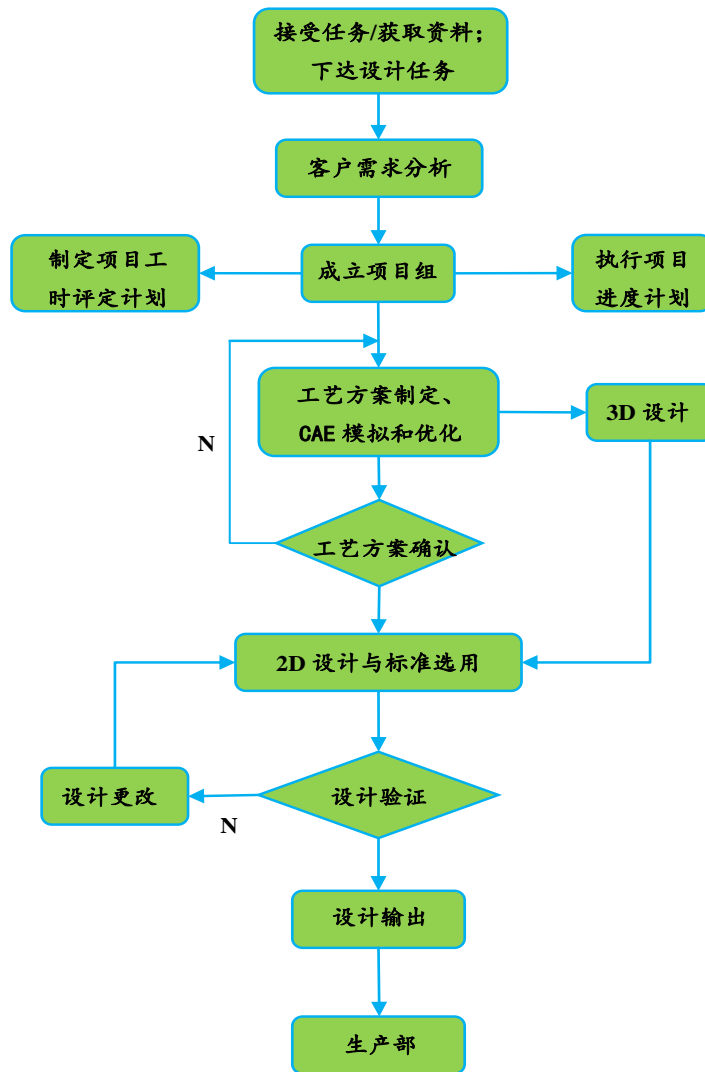 接受任务/获取资料；
下达设计任务
客户需求分析
制定项目工
时评定计划
成立项目组
执行项目
进度计划
工艺方案制定、
CAE 模拟和优化
3D 设计
N
工艺方案确认
2D 设计与标准选用
设计更改
设计验证
N
设计输出
生产部